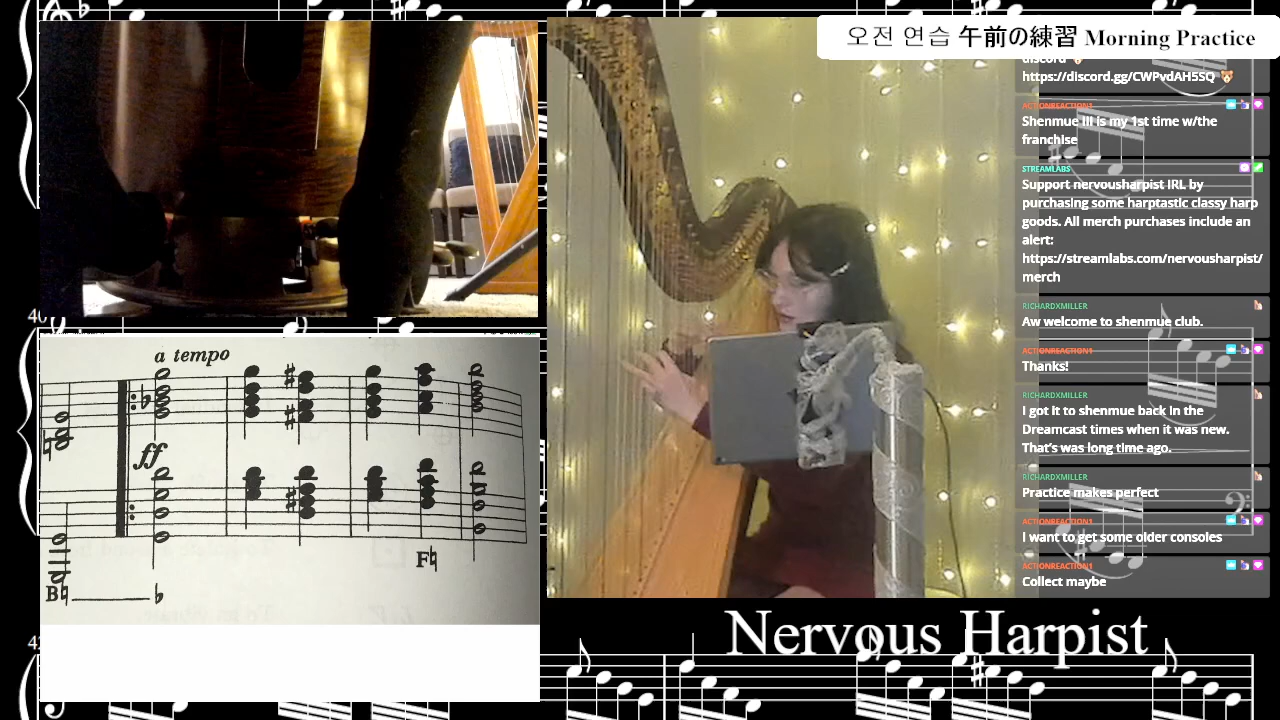 오전 연습 午前の練習 Morning Practice
discord
https://discord.gg/CWPvdAH5SQ
ACTIONREACTION1
Shenmue III is my 1st time w/the
franchise
STREAMLABS
Support nervousharpist IRL by
purchasing some harptastic classy harp
goods. All merch purchases include an
alert:
https://streamlabs.com/nervousharpist/
merch
RICHARDXMILLER
Aw welcome to shenmue club.
ACTIONREACTION1
Thanks!
RICHARDXMILLER
I got it to shenmue back in the
Dreamcast times when it was new.
That's was long time ago.
RICHARDXMILLER
Practice makes perfect
ACTIONREACTION1
I want to get some older consoles
ACTIONREACTION1
Collect maybe
a tempo
ff
F♮
B♮ ♭
Nervous Harpist